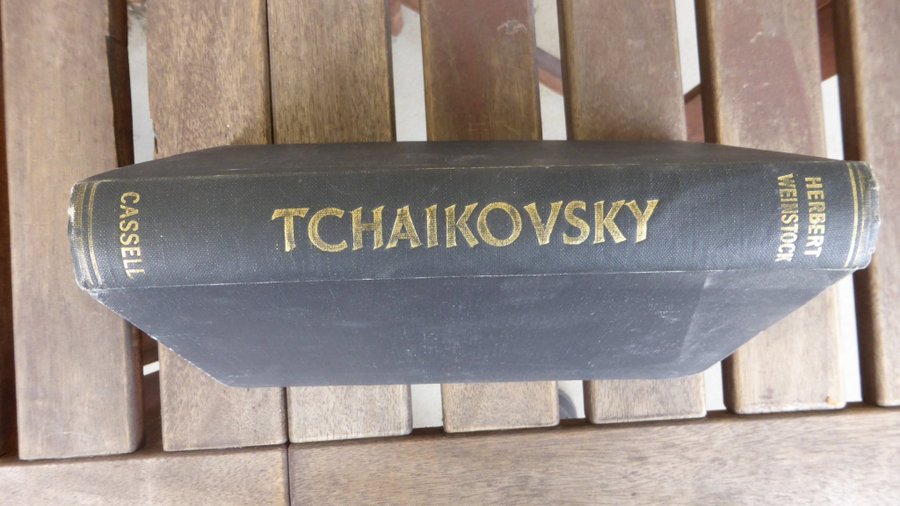 CASSELL
TCHAIKOVSKY
HERBERT
WEINSTOCK